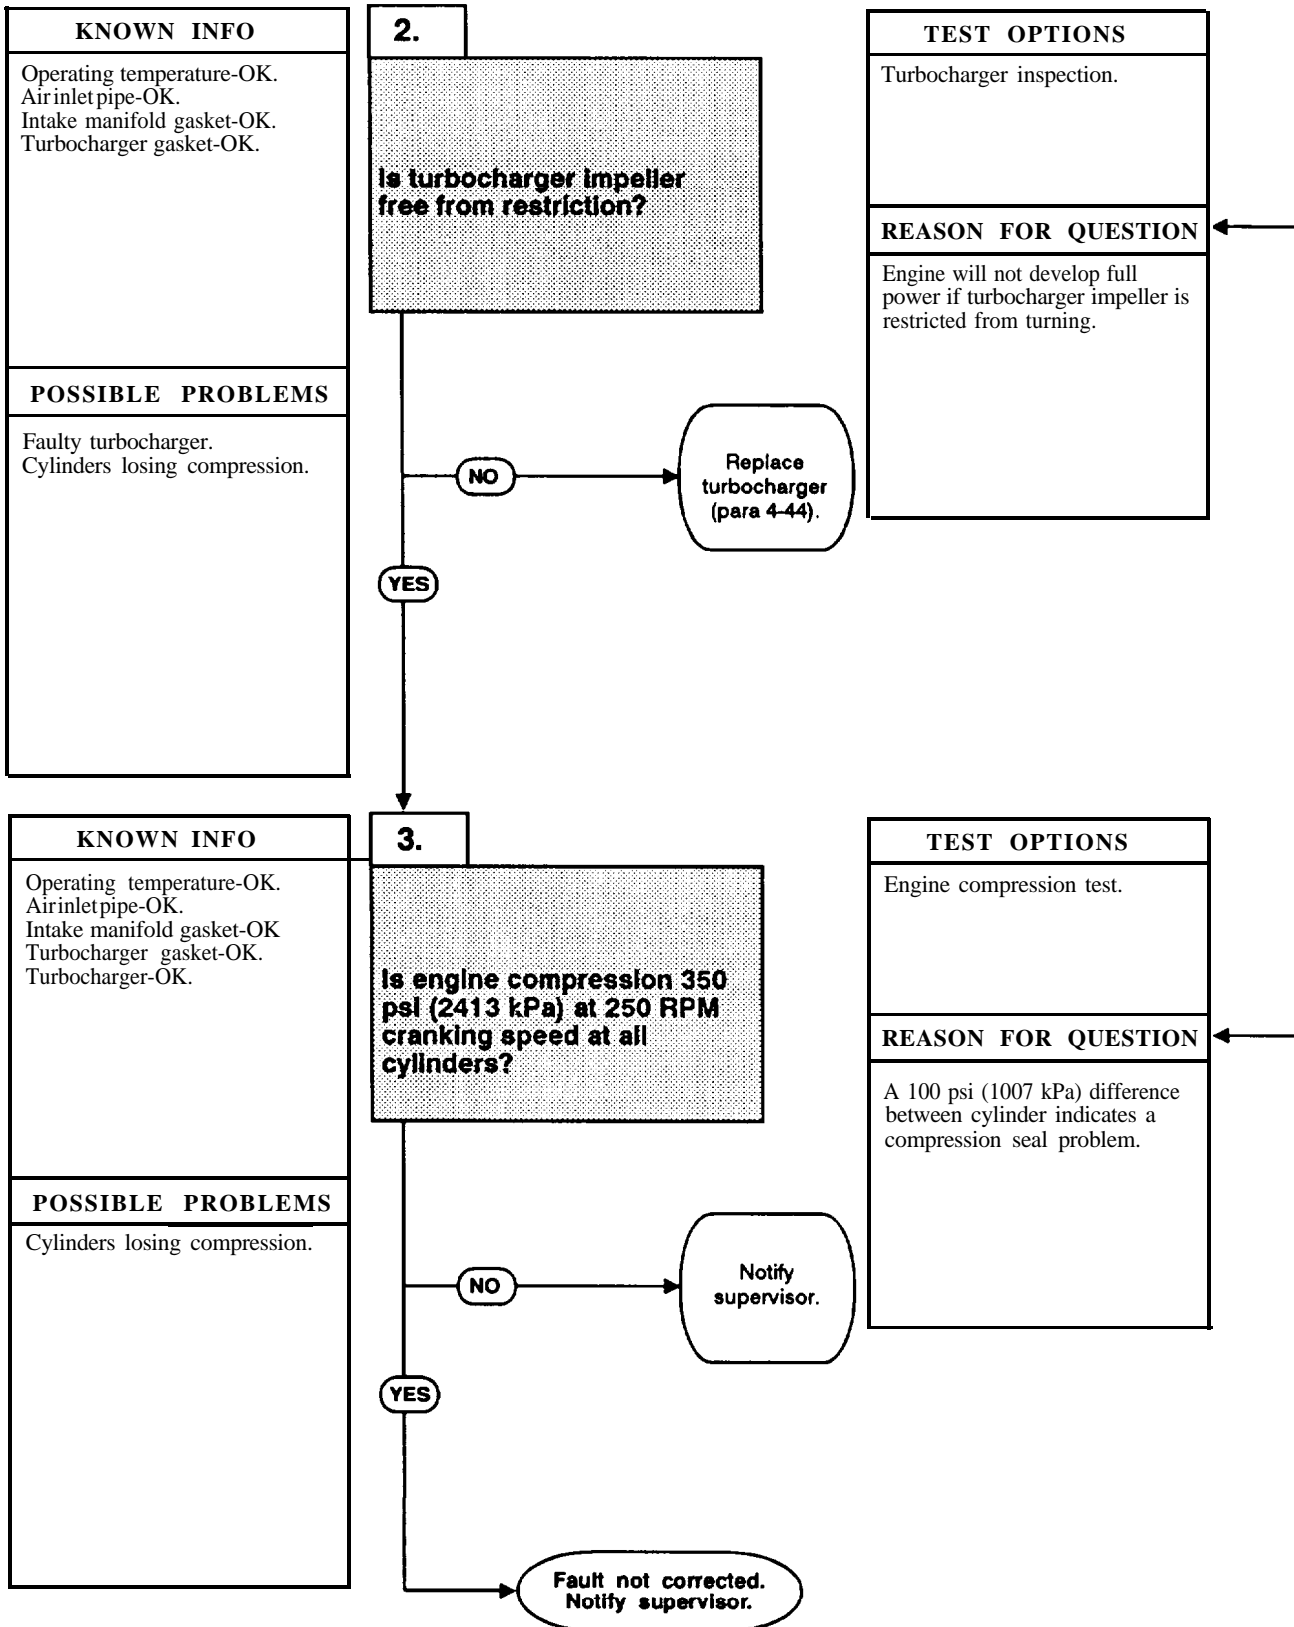 KNOWN INFO
Operating temperature-OK.
Air inlet pipe-OK.
Intake manifold gasket-OK.
Turbocharger gasket-OK.
POSSIBLE PROBLEMS
Faulty turbocharger.
Cylinders losing compression.
2.
Is turbocharger impeller
free from restriction?
NO
Replace
turbocharger
(para 4-44).
YES
TEST OPTIONS
Turbocharger inspection.
REASON FOR QUESTION
Engine will not develop full
power if turbocharger impeller is
restricted from turning.
KNOWN INFO
Operating temperature-OK.
Air inlet pipe-OK.
Intake manifold gasket-OK
Turbocharger gasket-OK.
Turbocharger-OK.
POSSIBLE PROBLEMS
Cylinders losing compression.
3.
Is engine compression 350
psi (2413 kPa) at 250 RPM
cranking speed at all
cylinders?
NO
Notify
supervisor.
YES
Fault not corrected.
Notify supervisor.
TEST OPTIONS
Engine compression test.
REASON FOR QUESTION
A 100 psi (1007 kPa) difference
between cylinder indicates a
compression seal problem.